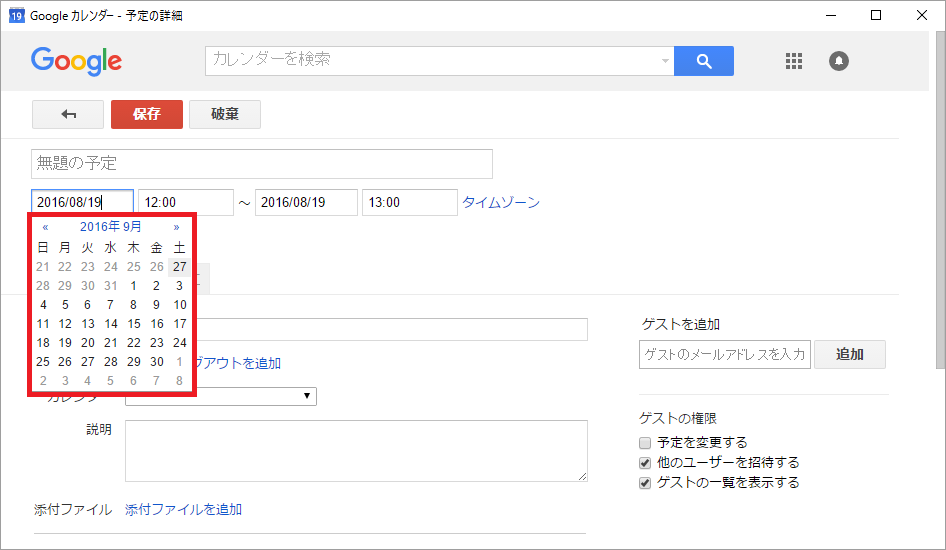 19 Google カレンダー - 予定の詳細
Google カレンダーを検索
保存 破棄
無題の予定
2016/08/19 12:00 ～ 2016/08/19 13:00 タイムゾーン
« 2016年 9月 »
日 月 火 水 木 金 土
21 22 23 24 25 26 27
28 29 30 31 1 2 3
4 5 6 7 8 9 10
11 12 13 14 15 16 17
18 19 20 21 22 23 24
25 26 27 28 29 30 1
2 3 4 5 6 7 8
グアウトを追加
カレンダー
説明
添付ファイル 添付ファイルを追加
ゲストを追加
ゲストのメールアドレスを入力 追加
ゲストの権限
予定を変更する
他のユーザーを招待する
ゲストの一覧を表示する